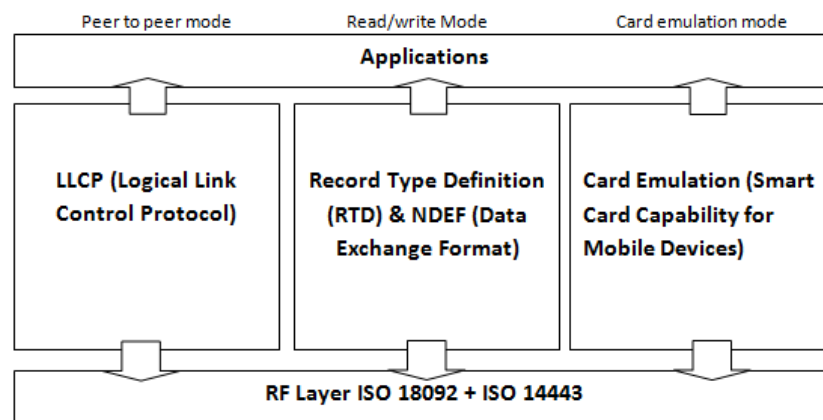 Peer to peer mode
Read/write Mode
Card emulation mode
Applications
LLCP (Logical Link
Control Protocol)
Record Type Definition
(RTD) & NDEF (Data
Exchange Format)
Card Emulation (Smart
Card Capability for
Mobile Devices)
RF Layer ISO 18092 + ISO 14443